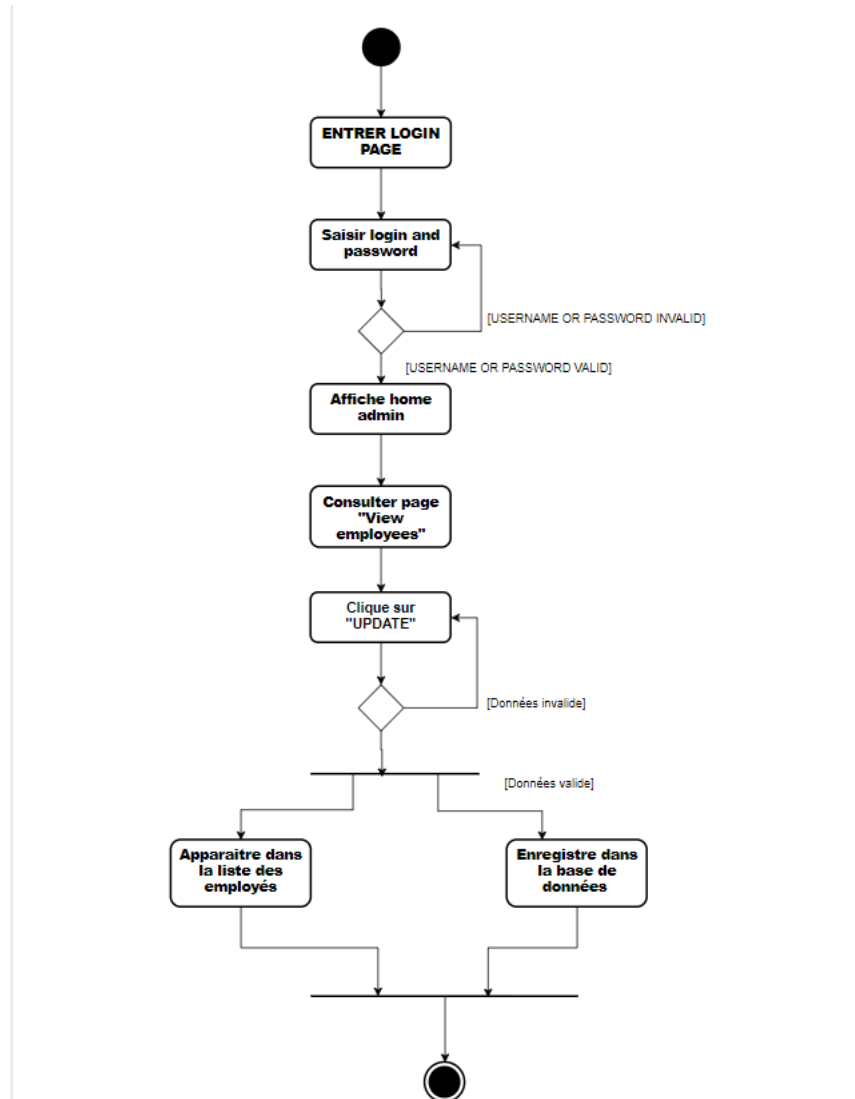 ENTRER LOGIN
PAGE
Saisir login and
password
[USERNAME OR PASSWORD INVALID]
[USERNAME OR PASSWORD VALID]
Affiche home
admin
Consulter page
"View
employees"
Clique sur
"UPDATE"
[Données invalide]
[Données valide]
Apparaitre dans
la liste des
employés
Enregistre dans
la base de
données